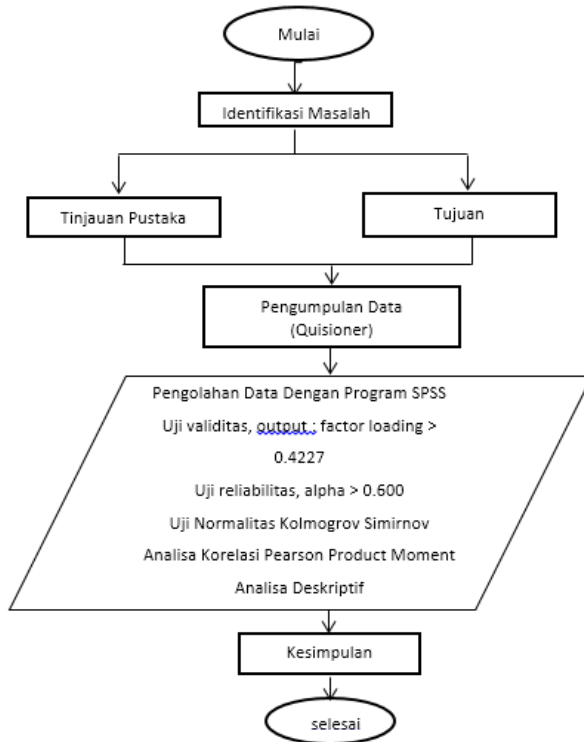 Mulai
Identifikasi Masalah
Tinjauan Pustaka
Tujuan
Pengumpulan Data
(Quisioner)
Pengolahan Data Dengan Program SPSS
Uji validitas, output : factor loading >
0.4227
Uji reliabilitas, alpha > 0.600
Uji Normalitas Kolmogrov Simirnov
Analisa Korelasi Pearson Product Moment
Analisa Deskriptif
Kesimpulan
selesai